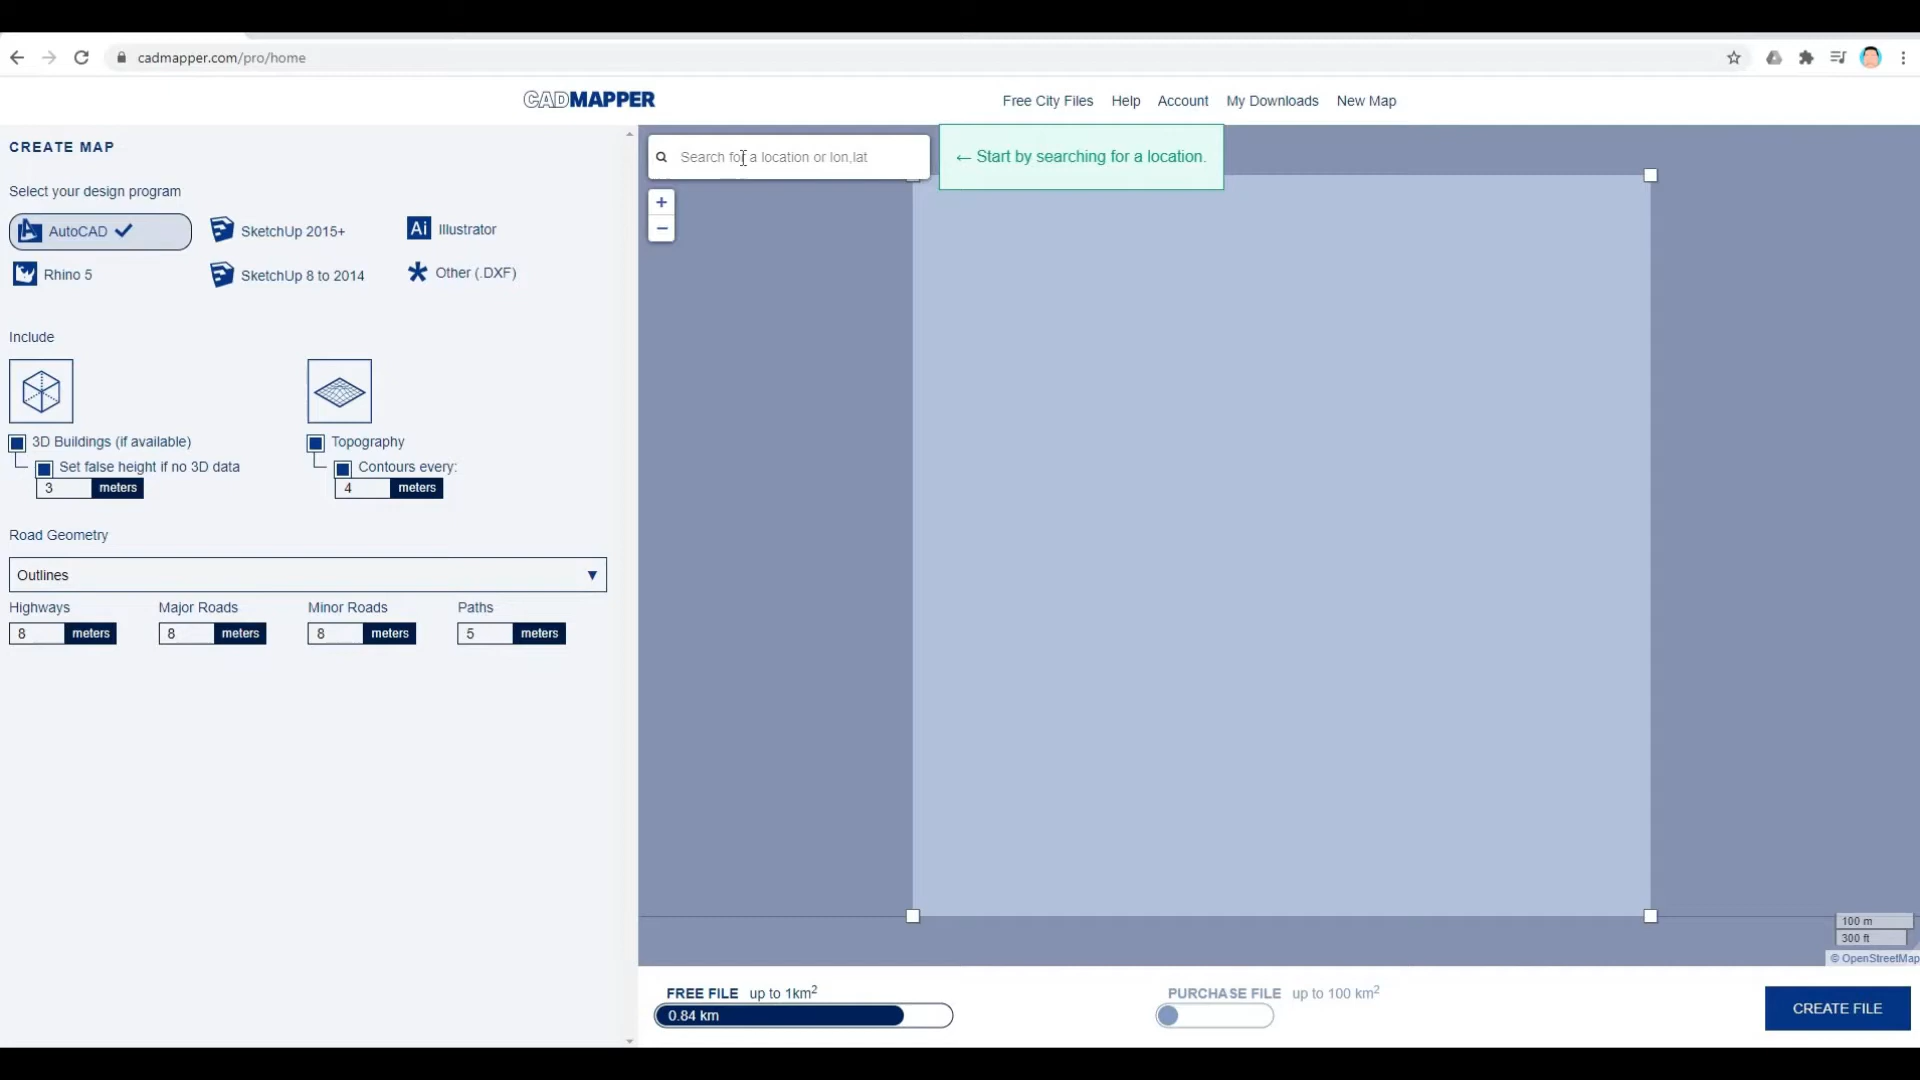 cadmapper.com/pro/home
CADMAPPER
Free City Files
Help
Account
My Downloads
New Map
CREATE MAP
Select your design program
AutoCAD
SketchUp 2015+
Ai Illustrator
Rhino 5
SketchUp 8 to 2014
Other (.DXF)
Include
3D Buildings (if available)
Set false height if no 3D data
3 meters
Topography
Contours every:
4 meters
Road Geometry
Outlines
Highways
Major Roads
Minor Roads
Paths
8 meters
8 meters
8 meters
5 meters
Search for a location or lon,lat
← Start by searching for a location.
+
−
100 m
300 ft
© OpenStreetMap
FREE FILE up to 1km²
0.84 km
PURCHASE FILE up to 100 km²
CREATE FILE